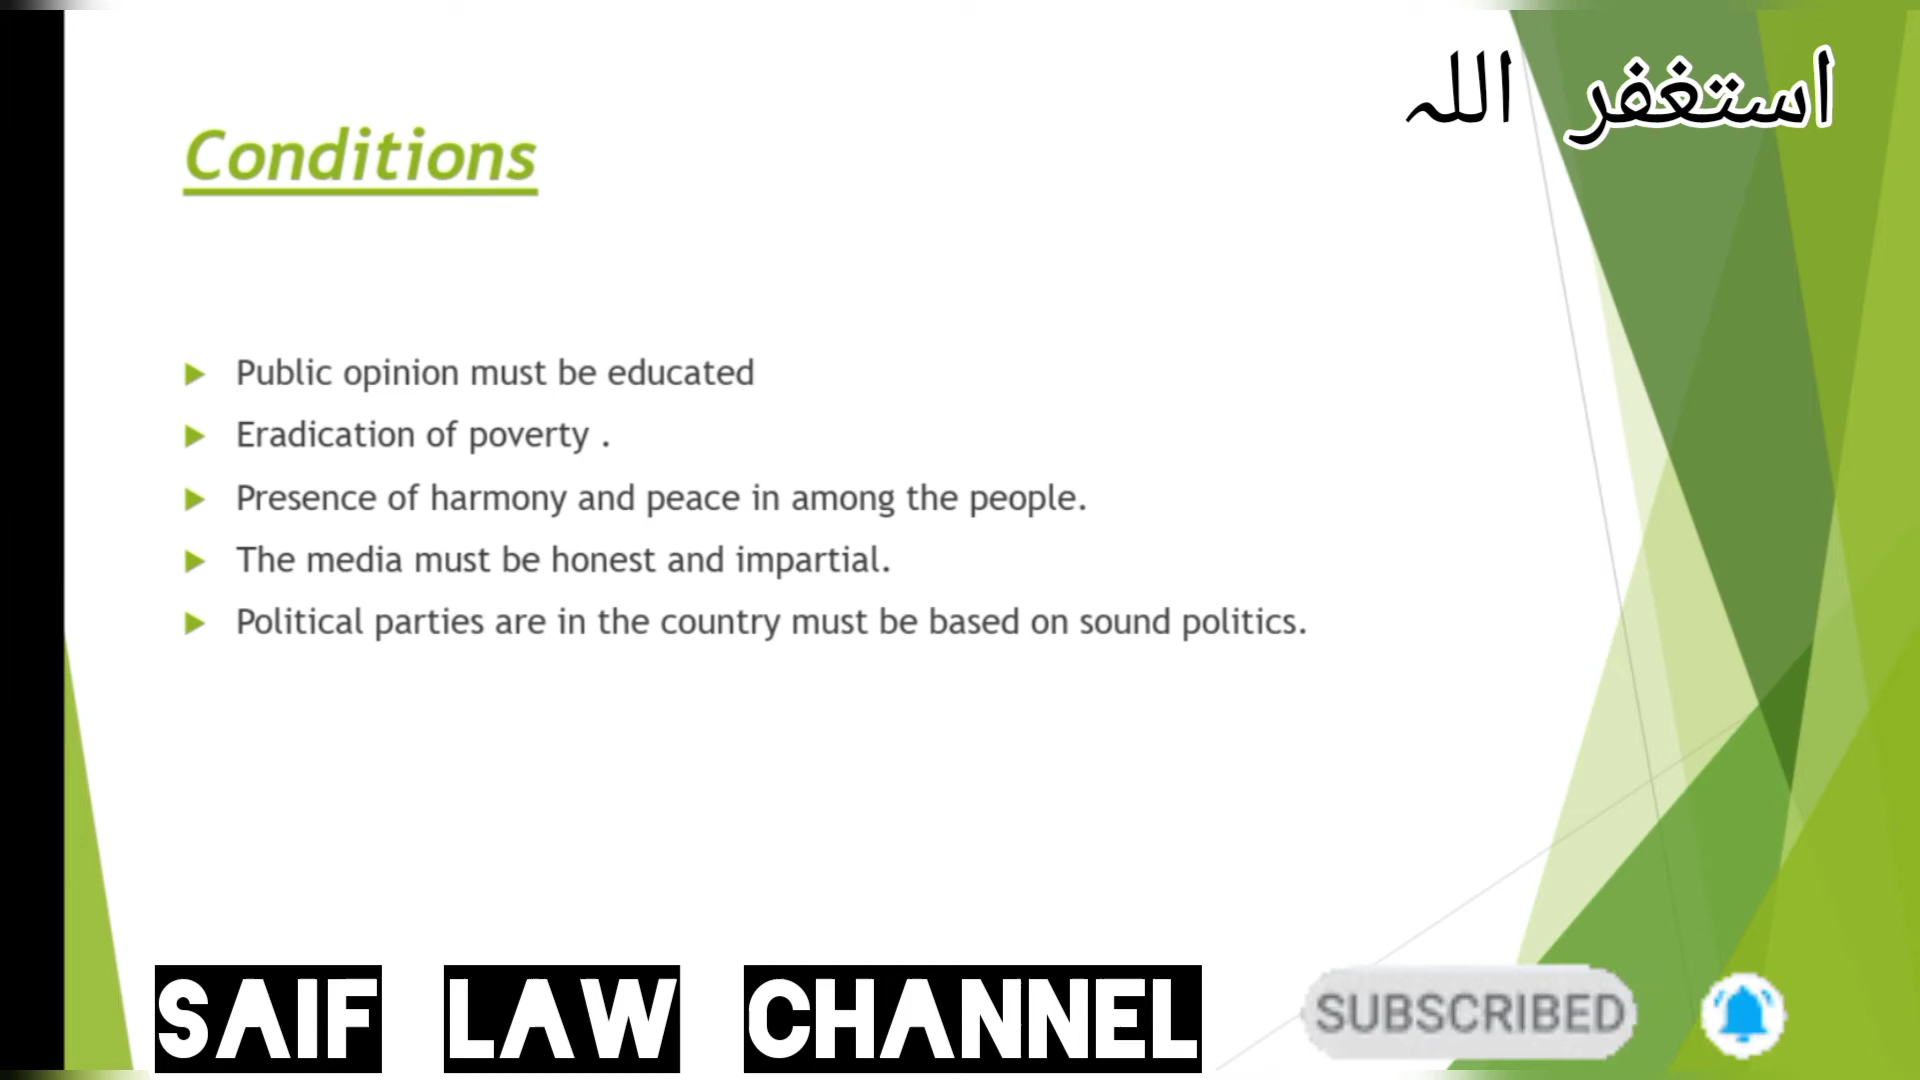 استغفر اللہ
Conditions
Public opinion must be educated
Eradication of poverty .
Presence of harmony and peace in among the people.
The media must be honest and impartial.
Political parties are in the country must be based on sound politics.
SAIF LAW CHANNEL
SUBSCRIBED